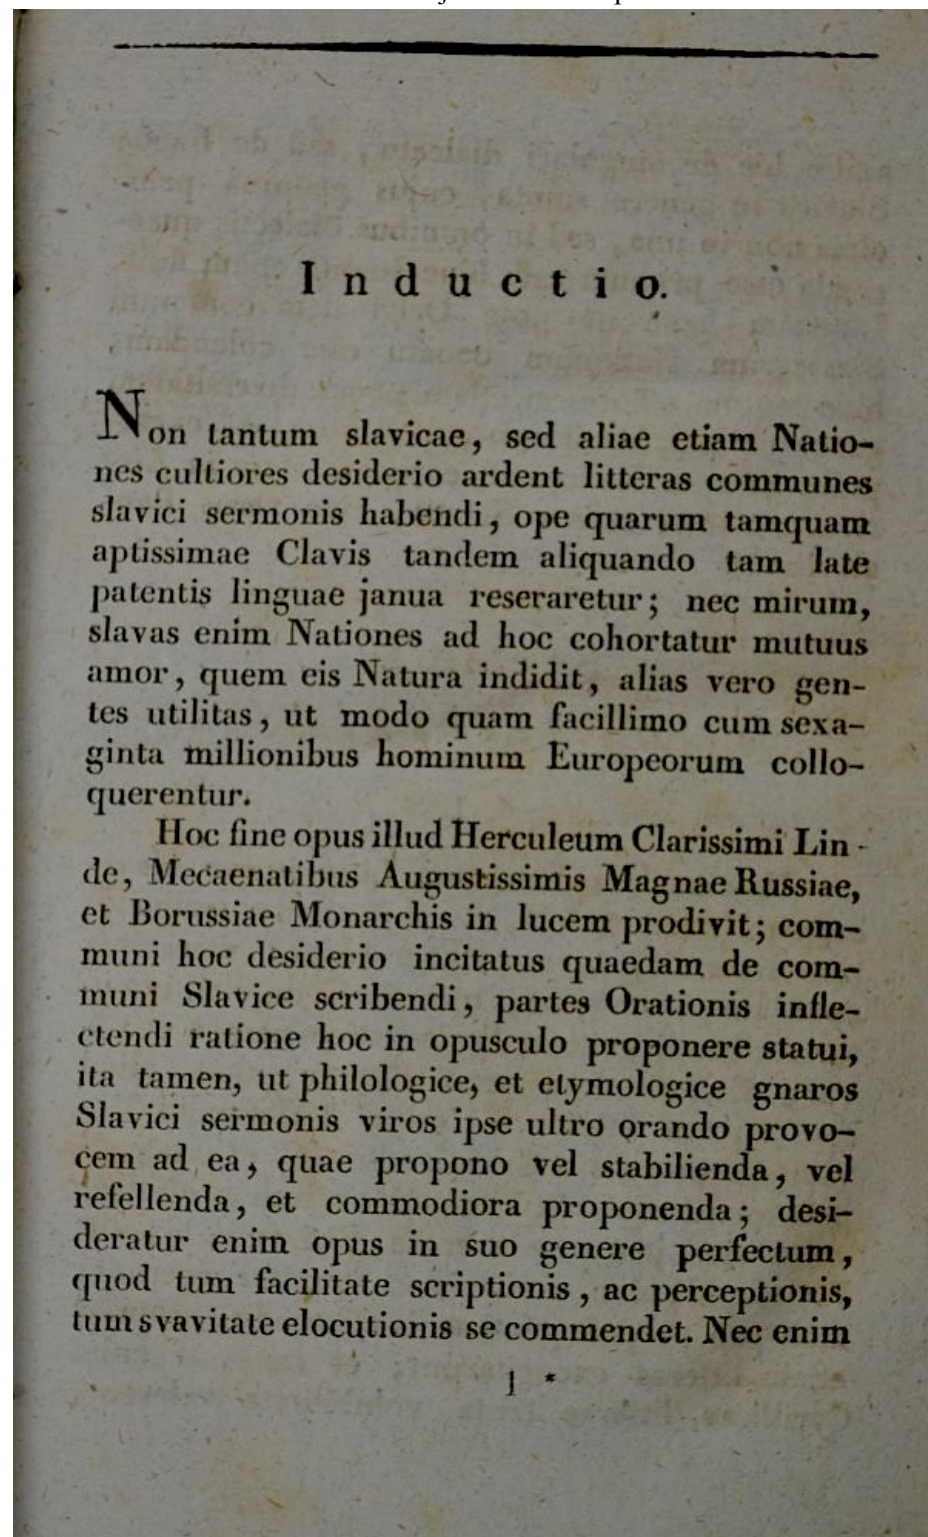 Inductio.
Non tantum slavicae, sed aliae etiam Natio-
nes cultiores desiderio ardent litteras communes
slavici sermonis habendi, ope quarum tamquam
aptissimae Clavis tandem aliquando tam late
patentis linguae janua reseraretur; nec mirum,
slavas enim Nationes ad hoc cohortatur mutuus
amor, quem eis Natura indidit, alias vero gen-
tes utilitas, ut modo quam facillimo cum sexa-
ginta millionibus hominum Europeorum collo-
querentur.
Hoc fine opus illud Herculeum Clarissimi Lin-
de, Mecaenatibus Augustissimis Magnae Russiae,
et Borussiae Monarchis in lucem prodivit; com-
muni hoc desiderio incitatus quaedam de com-
muni Slavice scribendi, partes Orationis infle-
ctendi ratione hoc in opusculo proponere statui,
ita tamen, ut philologice, et etymologice gnaros
Slavici sermonis viros ipse ultro orando provo-
cem ad ea, quae propono vel stabilienda, vel
refellenda, et commodiora proponenda; desi-
deratur enim opus in suo genere perfectum,
quod tum facilitate scriptionis, ac perceptionis,
tum svavitate elocutionis se commendet. Nec enim
1 *